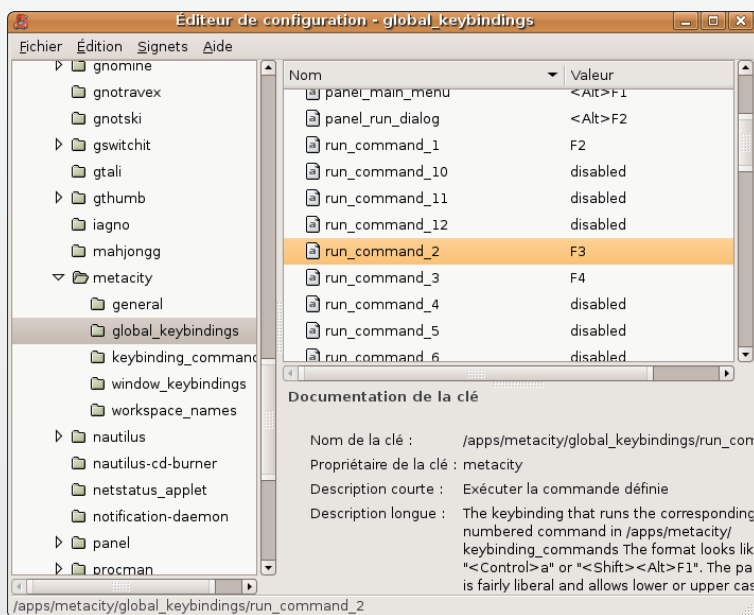 Éditeur de configuration - global_keybindings
Fichier Édition Signets Aide
gnomine
gnotravex
gnotski
gswitchit
gtali
gthumb
iagno
mahjongg
metacity
general
global_keybindings
keybinding_command
window_keybindings
workspace_names
nautilus
nautilus-cd-burner
netstatus_applet
notification-daemon
panel
procman
Nom Valeur
panel_main_menu <Alt>F1
panel_run_dialog <Alt>F2
run_command_1 F2
run_command_10 disabled
run_command_11 disabled
run_command_12 disabled
run_command_2 F3
run_command_3 F4
run_command_4 disabled
run_command_5 disabled
run_command_6 disabled
Documentation de la clé
Nom de la clé : /apps/metacity/global_keybindings/run_com
Propriétaire de la clé : metacity
Description courte : Exécuter la commande définie
Description longue : The keybinding that runs the corresponding
numbered command in /apps/metacity/
keybinding_commands The format looks lik
"<Control>a" or "<Shift><Alt>F1". The pa
is fairly liberal and allows lower or upper cas
/apps/metacity/global_keybindings/run_command_2